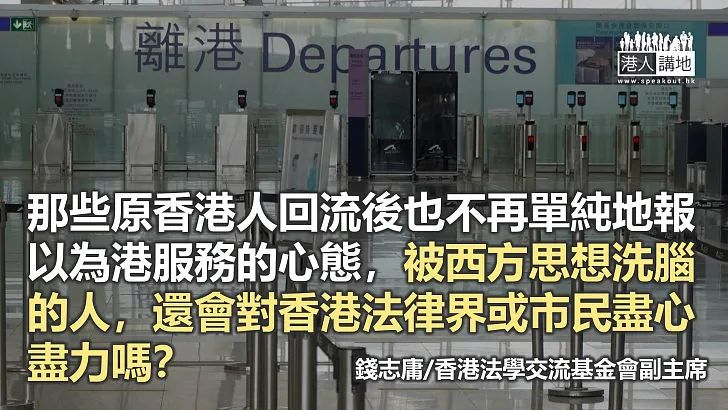 離港 Departures
港人講地
www.speakout.hk
那些原香港人回流後也不再單純地報
以為港服務的心態，被西方思想洗腦
的人，還會對香港法律界或市民盡心
盡力嗎？
錢志庸/香港法學交流基金會副主席